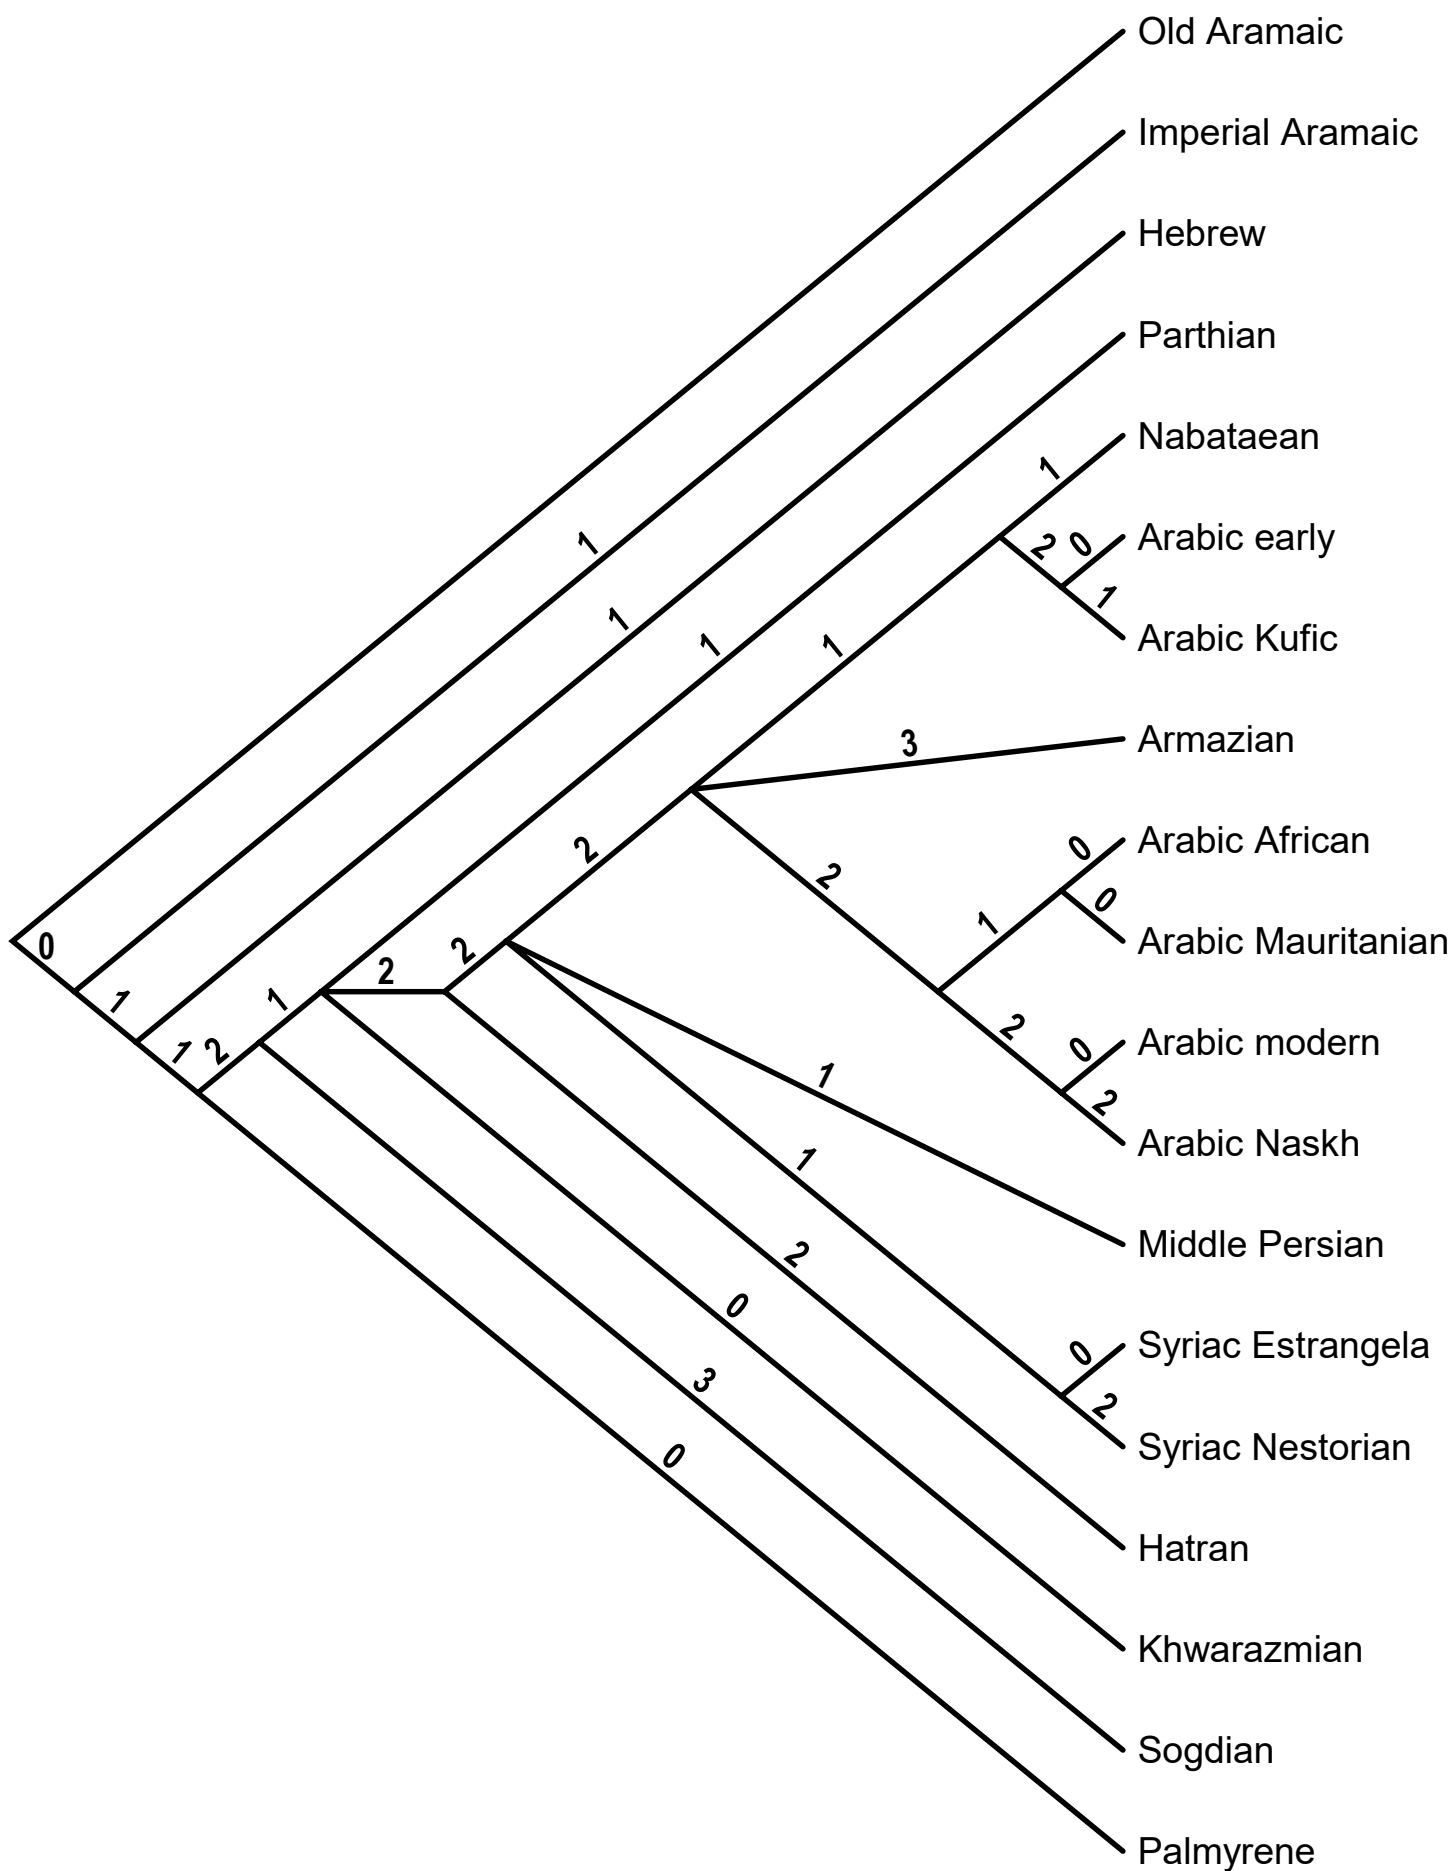 Old Aramaic
Imperial Aramaic
Hebrew
Parthian
Nabataean
1
Arabic early
2 0
1
1
Arabic Kufic
1
1
1
1
Armazian
3
Arabic African
2
0
2
0
1
Arabic Mauritanian
0
2
2
1
1
2
Arabic modern
0
1 2
1
2
Arabic Naskh
1
Middle Persian
2
0
Syriac Estrangela
0
3
2
Syriac Nestorian
0
Hatran
Khwarazmian
Sogdian
Palmyrene